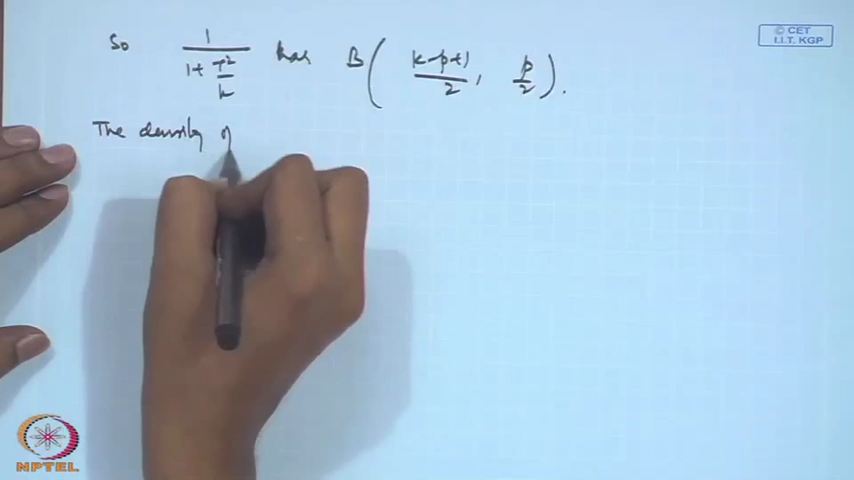 © CET
I.I.T. KGP
So 1/(1+ T²/k) has B( (k-p+1)/2, p/2 ).
The density of
NPTEL